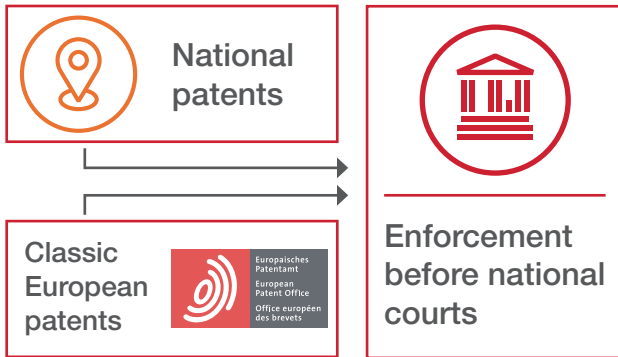 National
patents
Classic
European
patents
Europäisches
Patentamt
European
Patent Office
Office européen
des brevets
Enforcement
before national
courts